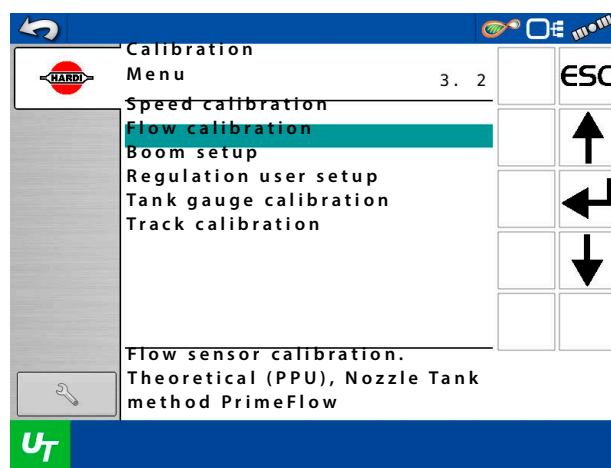 Calibration
Menu
3. 2
HARDI
ESC
Speed calibration
Flow calibration
Boom setup
Regulation user setup
Tank gauge calibration
Track calibration
Flow sensor calibration.
Theoretical (PPU), Nozzle Tank
method PrimeFlow
UT